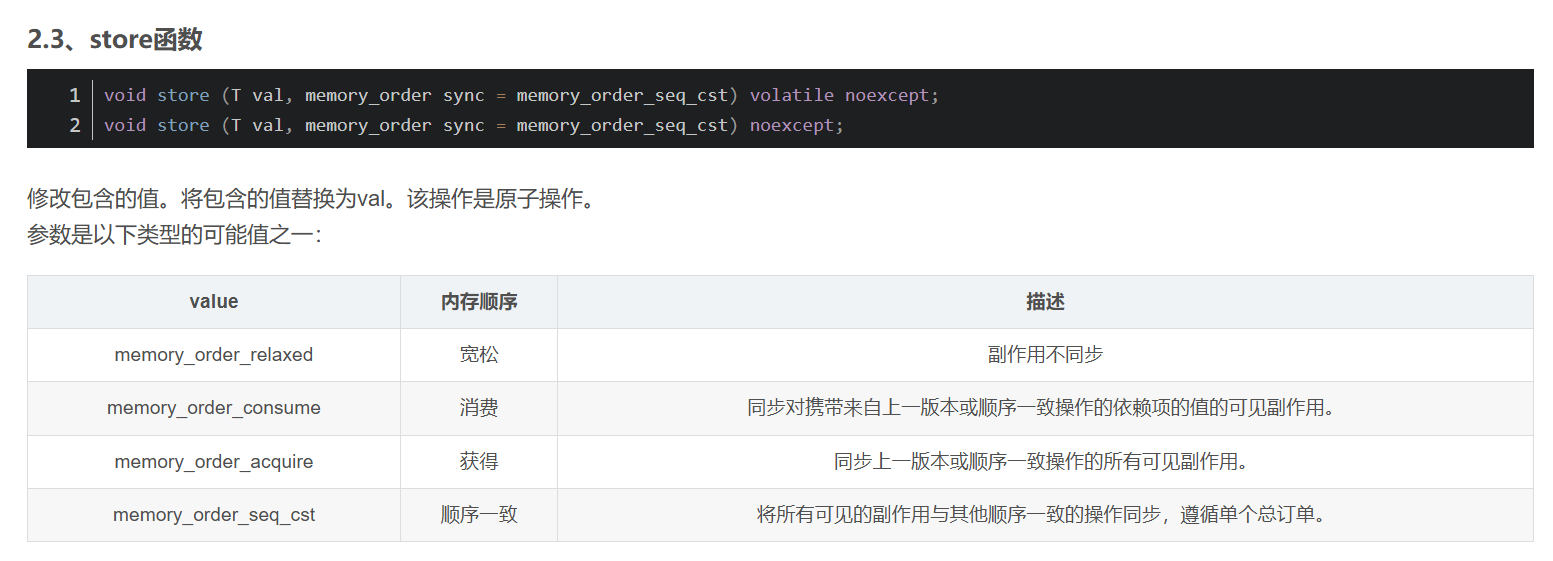 2.3、store函数
1 void store (T val, memory_order sync = memory_order_seq_cst) volatile noexcept;
2 void store (T val, memory_order sync = memory_order_seq_cst) noexcept;
修改包含的值。将包含的值替换为val。该操作是原子操作。
参数是以下类型的可能值之一：
value 内存顺序 描述
memory_order_relaxed 宽松 副作用不同步
memory_order_consume 消费 同步对携带来自上一版本或顺序一致操作的依赖项的值的可见副作用。
memory_order_acquire 获得 同步上一版本或顺序一致操作的所有可见副作用。
memory_order_seq_cst 顺序一致 将所有可见的副作用与其他顺序一致的操作同步，遵循单个总订单。